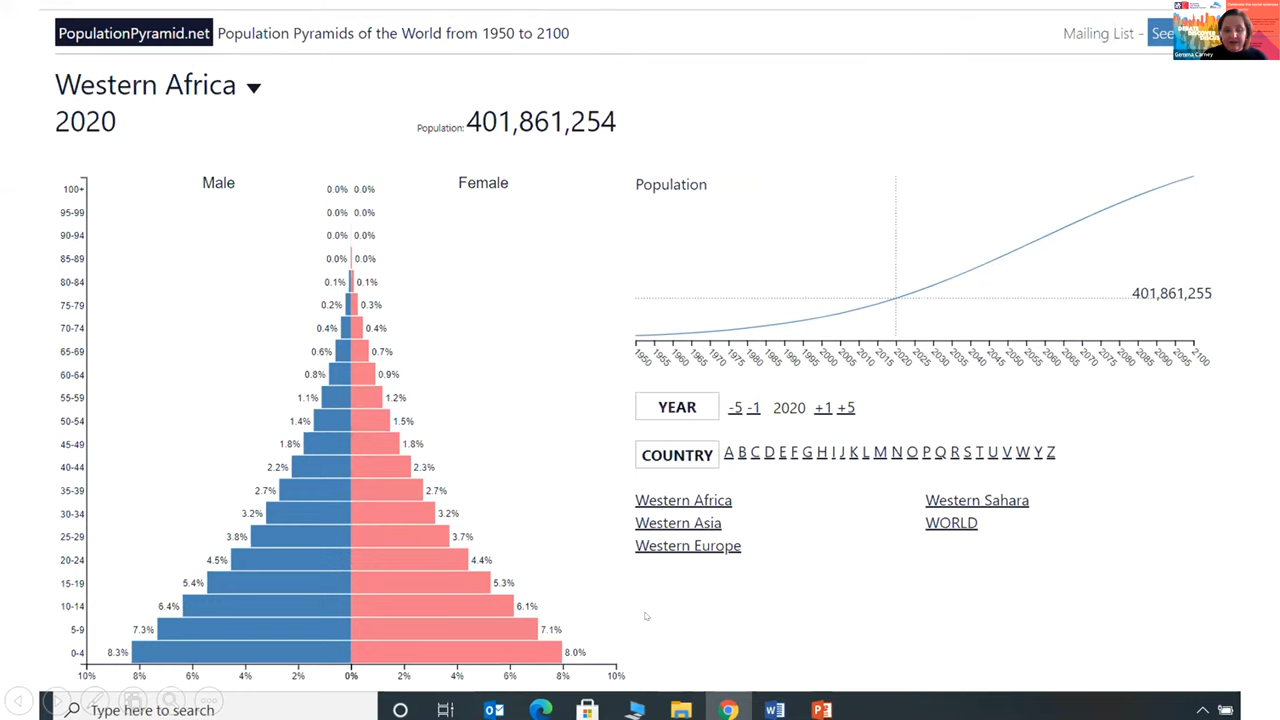 PopulationPyramid.net Population Pyramids of the World from 1950 to 2100
Mailing List - See
Gemma Carney
Western Africa
2020
Population: 401,861,254
Male Female
100+ 0.0% 0.0%
95-99 0.0% 0.0%
90-94 0.0% 0.0%
85-89 0.0% 0.0%
80-84 0.1% 0.1%
75-79 0.2% 0.3%
70-74 0.4% 0.4%
65-69 0.6% 0.7%
60-64 0.8% 0.9%
55-59 1.1% 1.2%
50-54 1.4% 1.5%
45-49 1.8% 1.8%
40-44 2.2% 2.3%
35-39 2.7% 2.7%
30-34 3.2% 3.2%
25-29 3.8% 3.7%
20-24 4.5% 4.4%
15-19 5.4% 5.3%
10-14 6.4% 6.1%
5-9 7.3% 7.1%
0-4 8.3% 8.0%
10% 8% 6% 4% 2% 0% 0% 2% 4% 6% 8% 10%
Population
401,861,255
1950 1955 1960 1965 1970 1975 1980 1985 1990 1995 2000 2005 2010 2015 2020 2025 2030 2035 2040 2045 2050 2055 2060 2065 2070 2075 2080 2085 2090 2095 2100
YEAR -5 -1 2020 +1 +5
COUNTRY A B C D E F G H I J K L M N O P Q R S T U V W Y Z
Western Africa Western Sahara
Western Asia WORLD
Western Europe
Type here to search